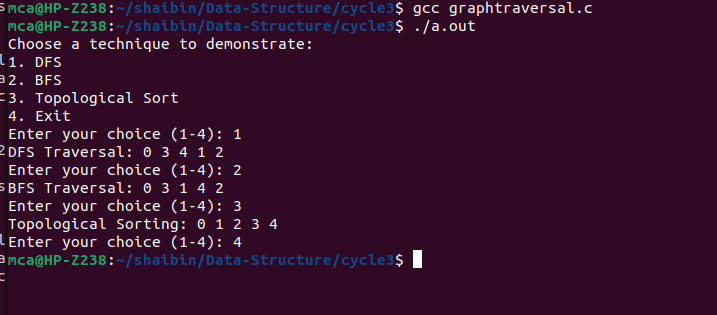 mca@HP-Z238:~/shaibin/Data-Structure/cycle3$ gcc graphtraversal.c
mca@HP-Z238:~/shaibin/Data-Structure/cycle3$ ./a.out
Choose a technique to demonstrate:
1. DFS
2. BFS
3. Topological Sort
4. Exit
Enter your choice (1-4): 1
DFS Traversal: 0 3 4 1 2
Enter your choice (1-4): 2
BFS Traversal: 0 3 1 4 2
Enter your choice (1-4): 3
Topological Sorting: 0 1 2 3 4
Enter your choice (1-4): 4
mca@HP-Z238:~/shaibin/Data-Structure/cycle3$